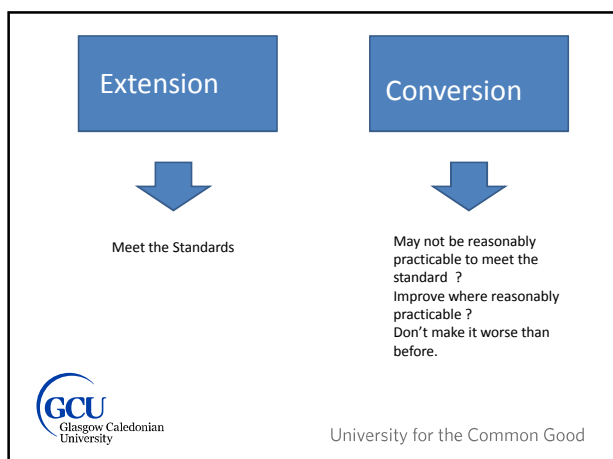 Extension
Conversion
Meet the Standards
May not be reasonably
practicable to meet the
standard  ?
Improve where reasonably
practicable ?
Don’t make it worse than
before.
GCU
Glasgow Caledonian
University
University for the Common Good